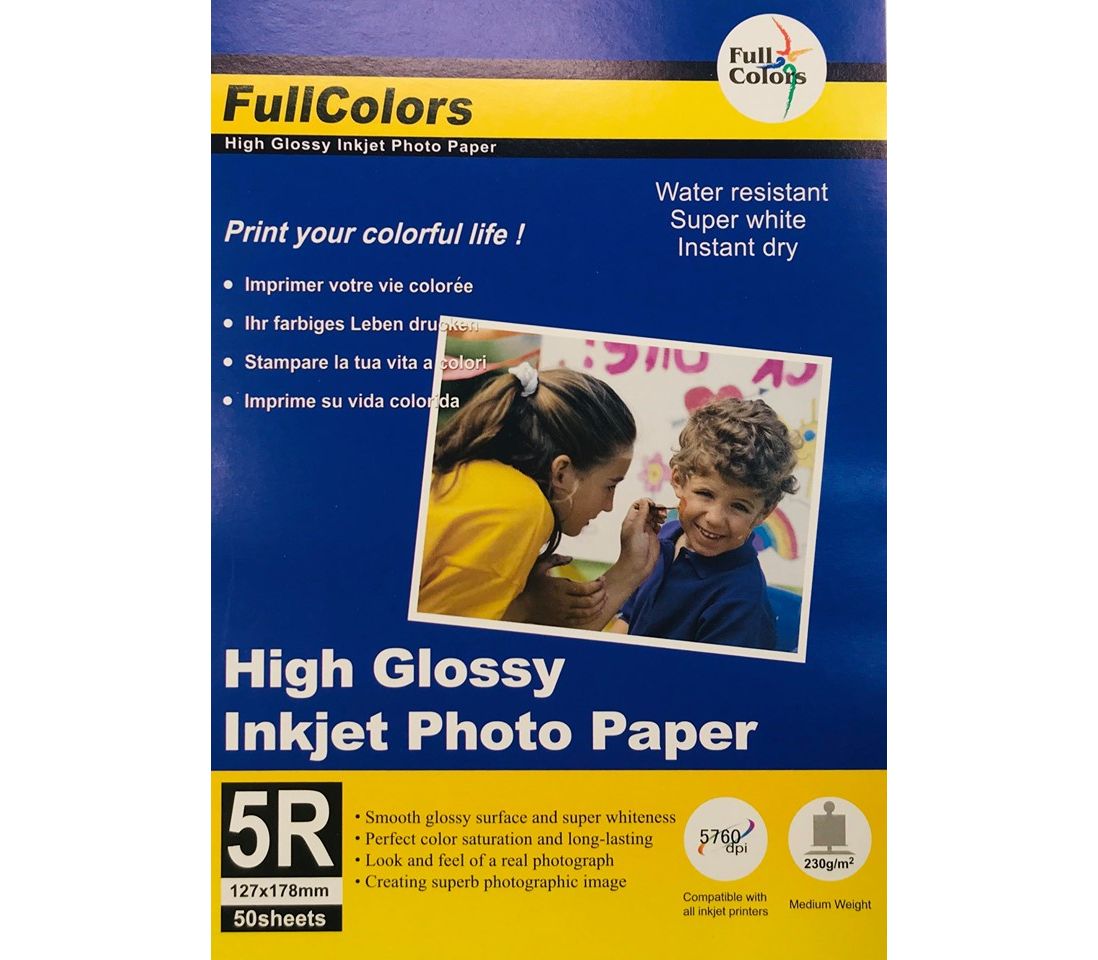 Full
Colors
FullColors
High Glossy Inkjet Photo Paper
Water resistant
Super white
Instant dry
Print your colorful life !
• Imprimer votre vie colorée
• Ihr farbiges Leben drucken
• Stampare la tua vita a colori
• Imprime su vida colorida
High Glossy
Inkjet Photo Paper
5R
127x178mm
50sheets
• Smooth glossy surface and super whiteness
• Perfect color saturation and long-lasting
• Look and feel of a real photograph
• Creating superb photographic image
5760
dpi
Compatible with
all inkjet printers
230g/m²
Medium Weight